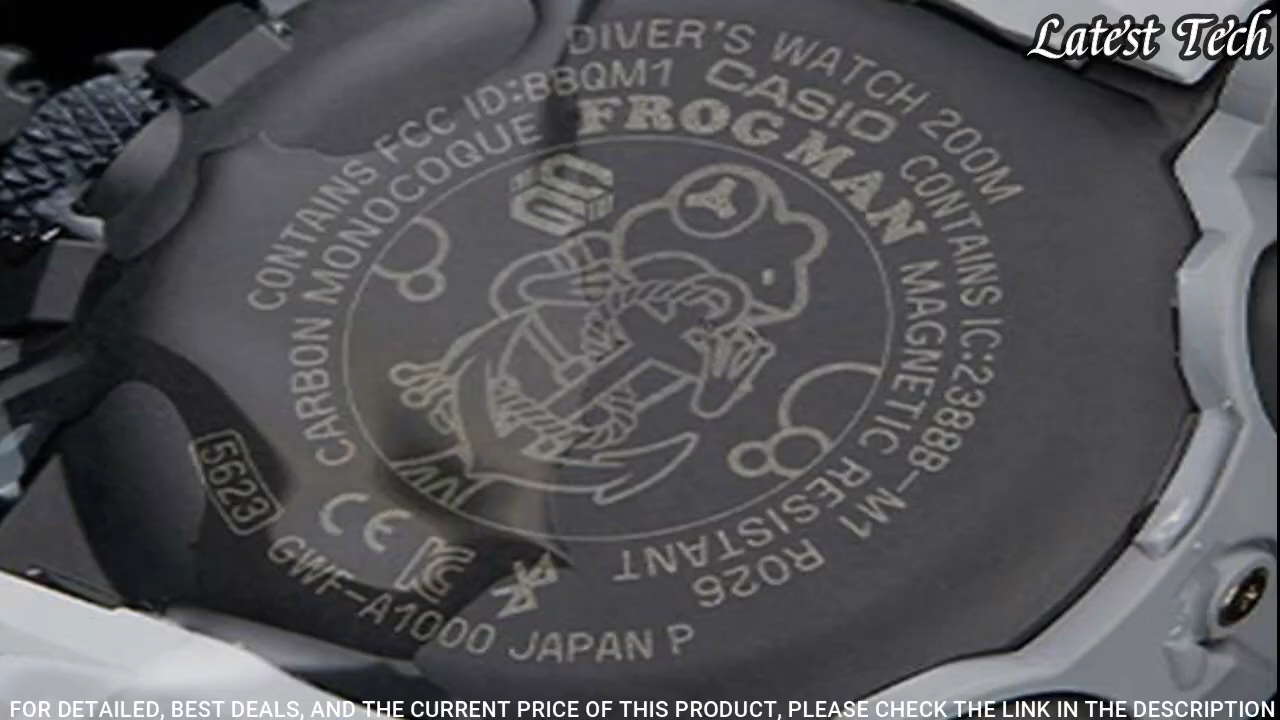 Latest Tech
DIVER'S WATCH 200M
CONTAINS FCC ID:BBQM1 CASIO CONTAINS IC:2388B-M1 R026
CARBON MONOCOQUE FROGMAN MAGNETIC RESISTANT
5623
CE
GWF-A1000 JAPAN P
FOR DETAILED, BEST DEALS, AND THE CURRENT PRICE OF THIS PRODUCT, PLEASE CHECK THE LINK IN THE DESCRIPTION